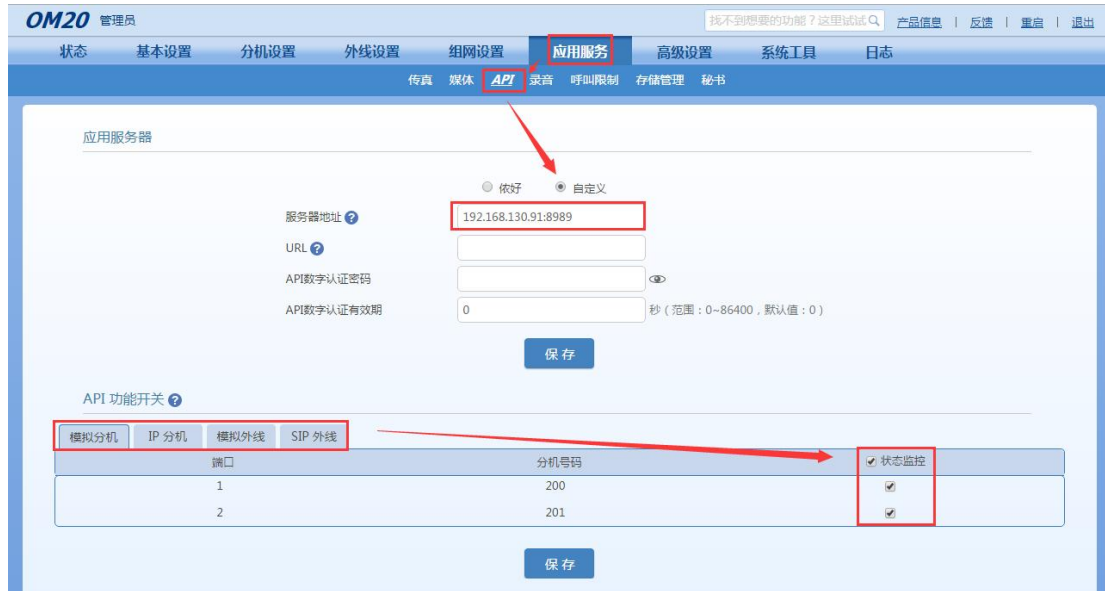 OM20 管理员 找不到想要的功能？这里试试 产品信息 | 反馈 | 重启 | 退出
状态 基本设置 分机设置 外线设置 组网设置 应用服务 高级设置 系统工具 日志
传真 媒体 API 录音 呼叫限制 存储管理 秘书
应用服务器
侬好 自定义
服务器地址 ? 192.168.130.91:8989
URL ?
API数字认证密码
API数字认证有效期 0 秒（范围：0~86400，默认值：0）
保存
API 功能开关 ?
模拟分机 IP 分机 模拟外线 SIP 外线
端口 分机号码 状态监控
1 200
2 201
保存